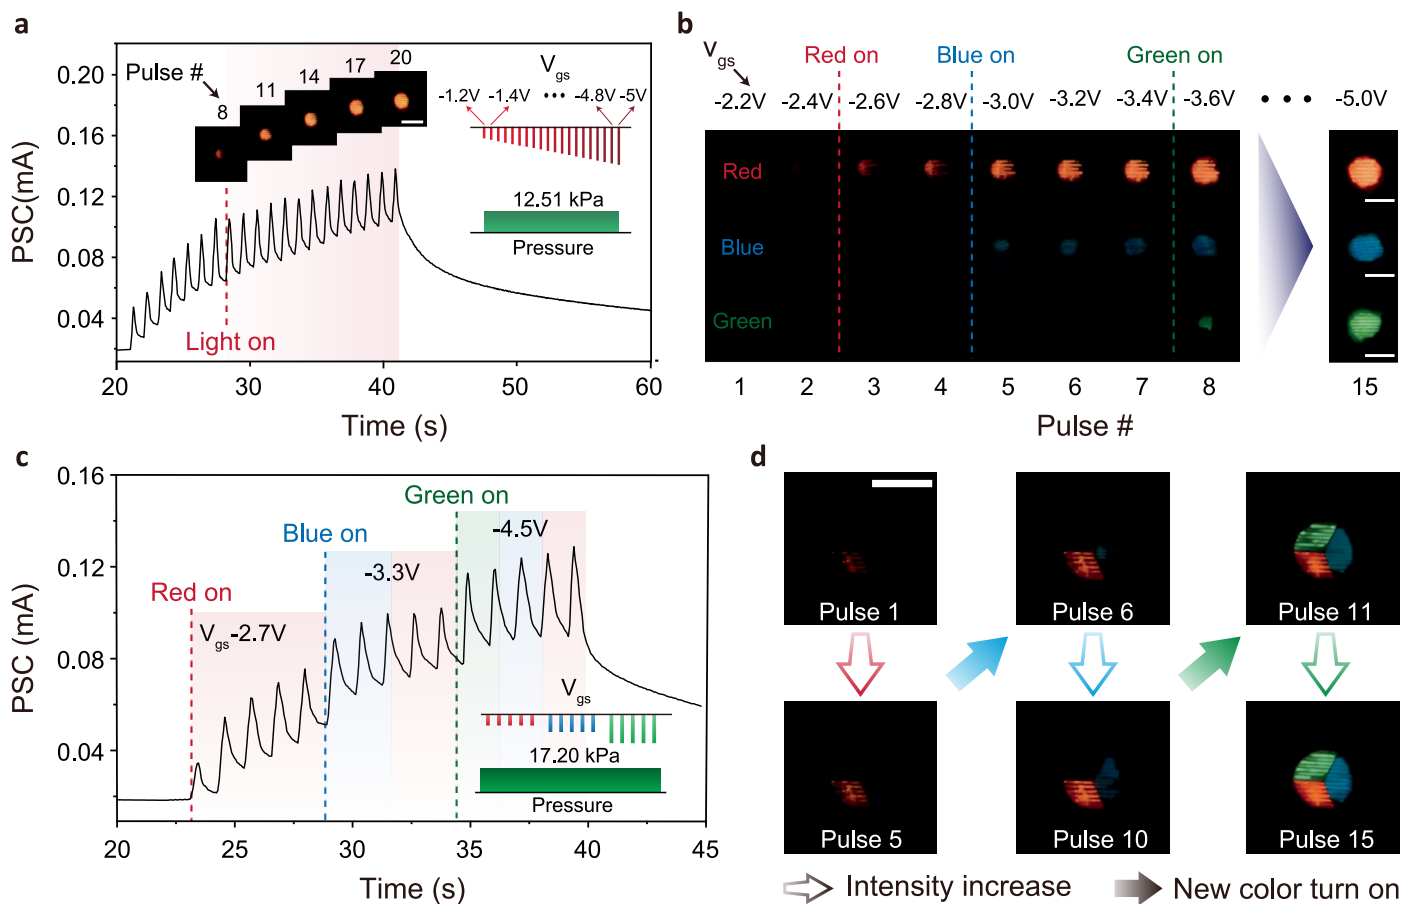 a
0.20
0.16
0.12
0.08
0.04
PSC(mA)
Pulse #
8
11
14
17
20
Vgs
-1.2V
-1.4V
•••
-4.8V
-5V
12.51 kPa
Pressure
Light on
20
30
40
50
60
Time (s)
b
Vgs
Red on
Blue on
Green on
-2.2V
-2.4V
-2.6V
-2.8V
-3.0V
-3.2V
-3.4V
-3.6V
• • •
-5.0V
Red
Blue
Green
1
2
3
4
5
6
7
8
15
Pulse #
c
0.16
0.12
0.08
0.04
PSC (mA)
Red on
Blue on
Green on
Vgs-2.7V
-3.3V
-4.5V
Vgs
17.20 kPa
Pressure
20
25
30
35
40
45
Time (s)
d
Pulse 1
Pulse 6
Pulse 11
Pulse 5
Pulse 10
Pulse 15
Intensity increase
New color turn on